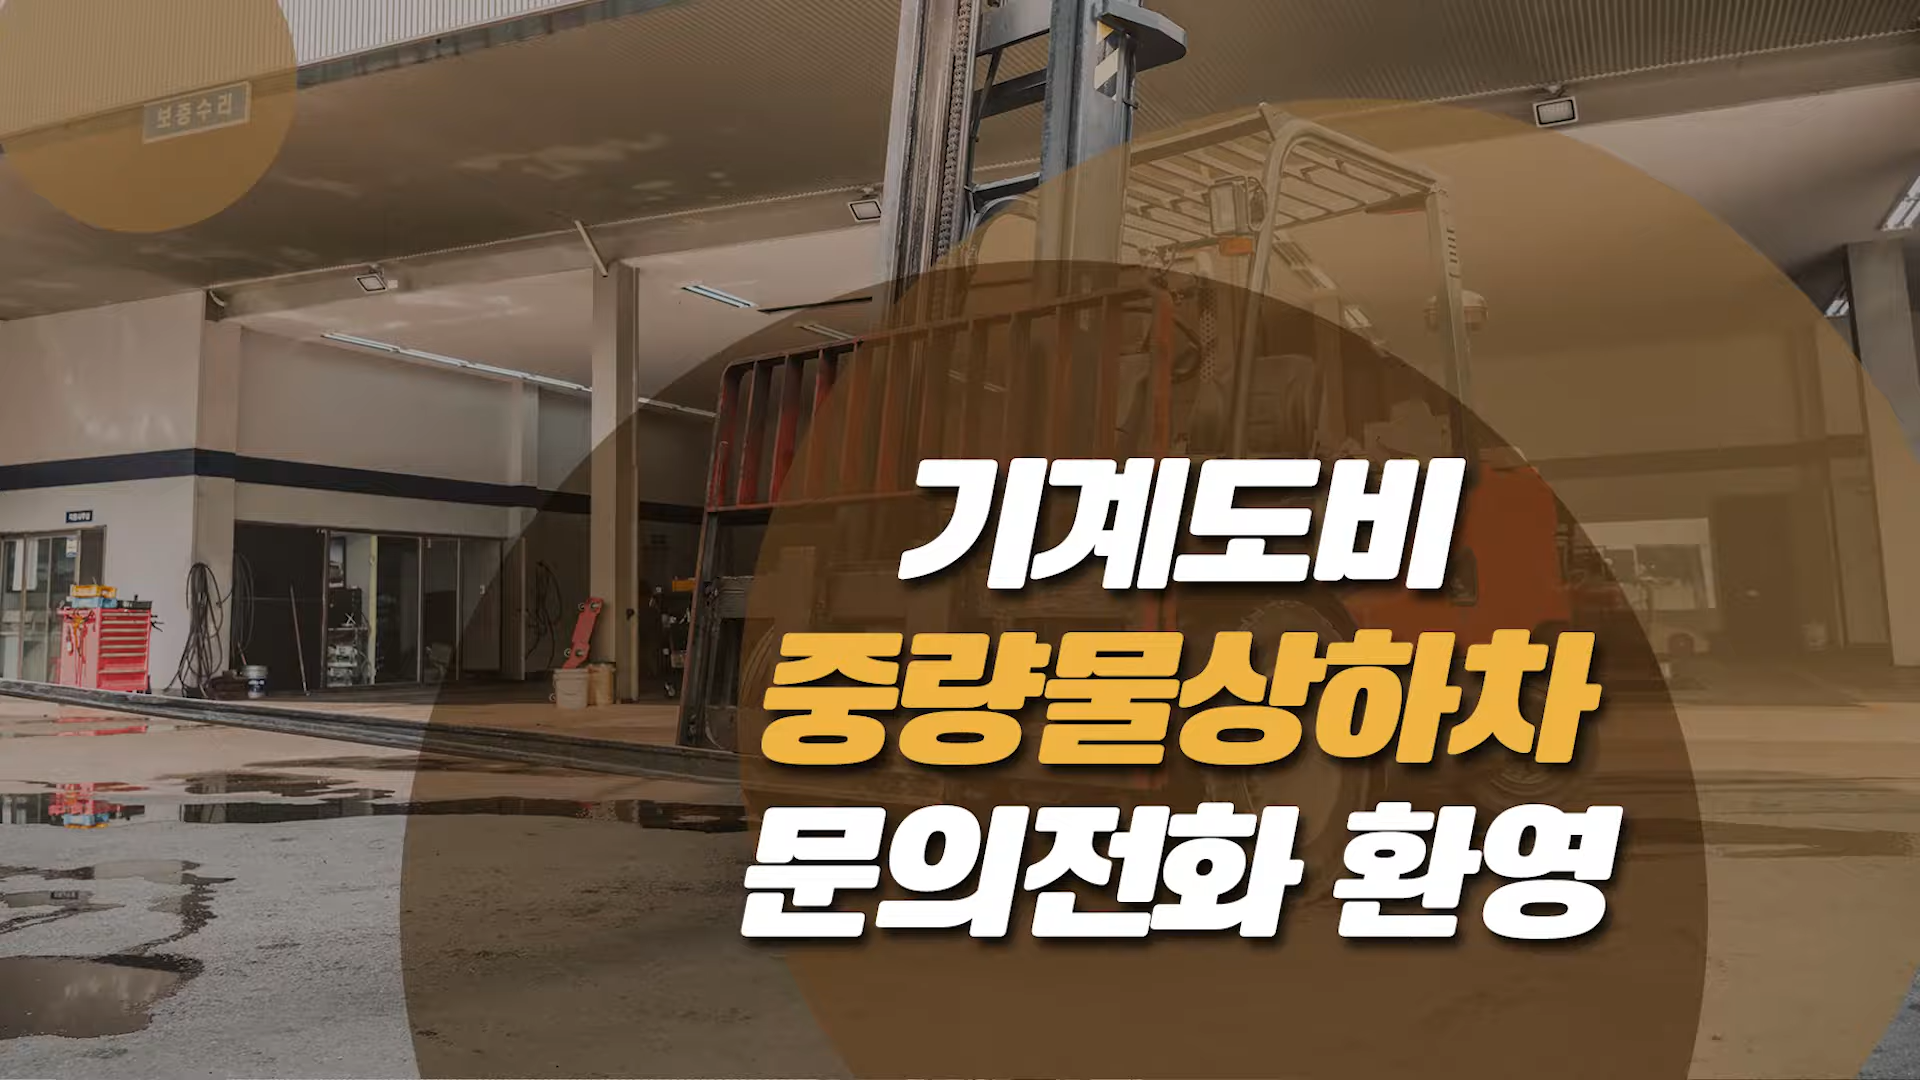 보증수리
기계도비
중량물상하차
문의전화 환영